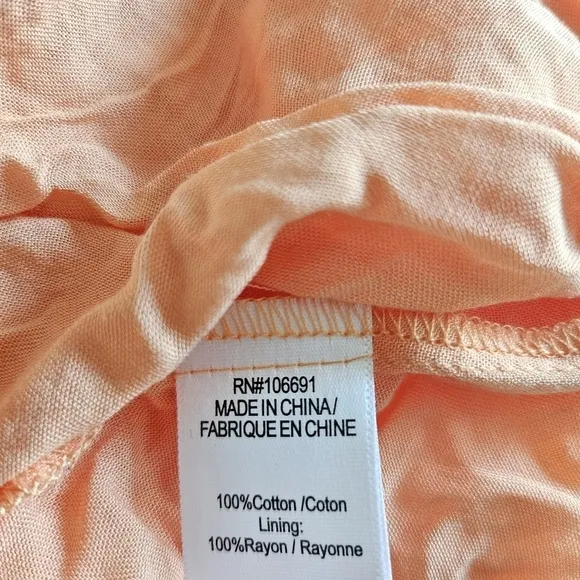 RN#106691
MADE IN CHINA/
FABRIQUE EN CHINE
100%Cotton /Coton
Lining:
100%Rayon / Rayonne